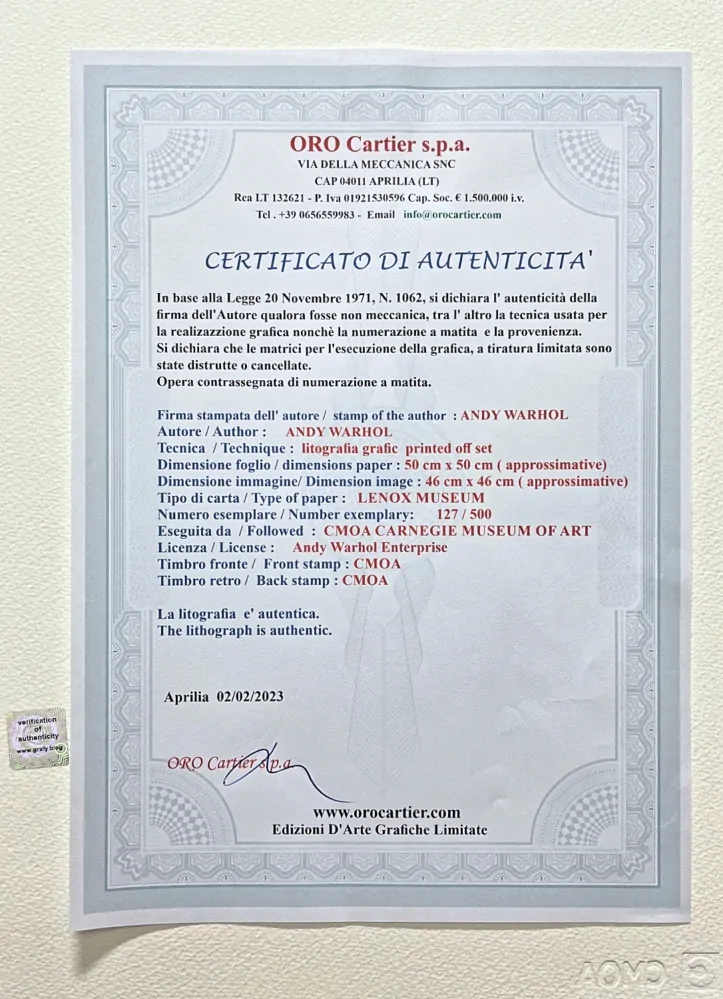 ORO Cartier s.p.a.
VIA DELLA MECCANICA SNC
CAP 04011 APRILIA (LT)
Rea LT 132621 - P. Iva 01921530596 Cap. Soc. € 1.500.000 i.v.
Tel . +39 0656559983 - Email info@orocartier.com
CERTIFICATO DI AUTENTICITA'
In base alla Legge 20 Novembre 1971, N. 1062, si dichiara l' autenticità della
firma dell'Autore qualora fosse non meccanica, tra l' altro la tecnica usata per
la realizazzione grafica nonchè la numerazione a matita e la provenienza.
Si dichiara che le matrici per l'esecuzione della grafica, a tiratura limitata sono
state distrutte o cancellate.
Opera contrassegnata di numerazione a matita.
Firma stampata dell' autore / stamp of the author : ANDY WARHOL
Autore / Author : ANDY WARHOL
Tecnica / Technique : litografia grafic printed off set
Dimensione foglio / dimensions paper : 50 cm x 50 cm ( approssimative)
Dimensione immagine/ Dimension image : 46 cm x 46 cm ( approssimative)
Tipo di carta / Type of paper : LENOX MUSEUM
Numero esemplare / Number exemplary: 127 / 500
Eseguita da / Followed : CMOA CARNEGIE MUSEUM OF ART
Licenza / License : Andy Warhol Enterprise
Timbro fronte / Front stamp : CMOA
Timbro retro / Back stamp : CMOA
La litografia e' autentica.
The lithograph is authentic.
Aprilia 02/02/2023
verification
of
authenticity
www.grafy.blog
ORO Cartier s.p.a.
www.orocartier.com
Edizioni D'Arte Grafiche Limitate
CMOA